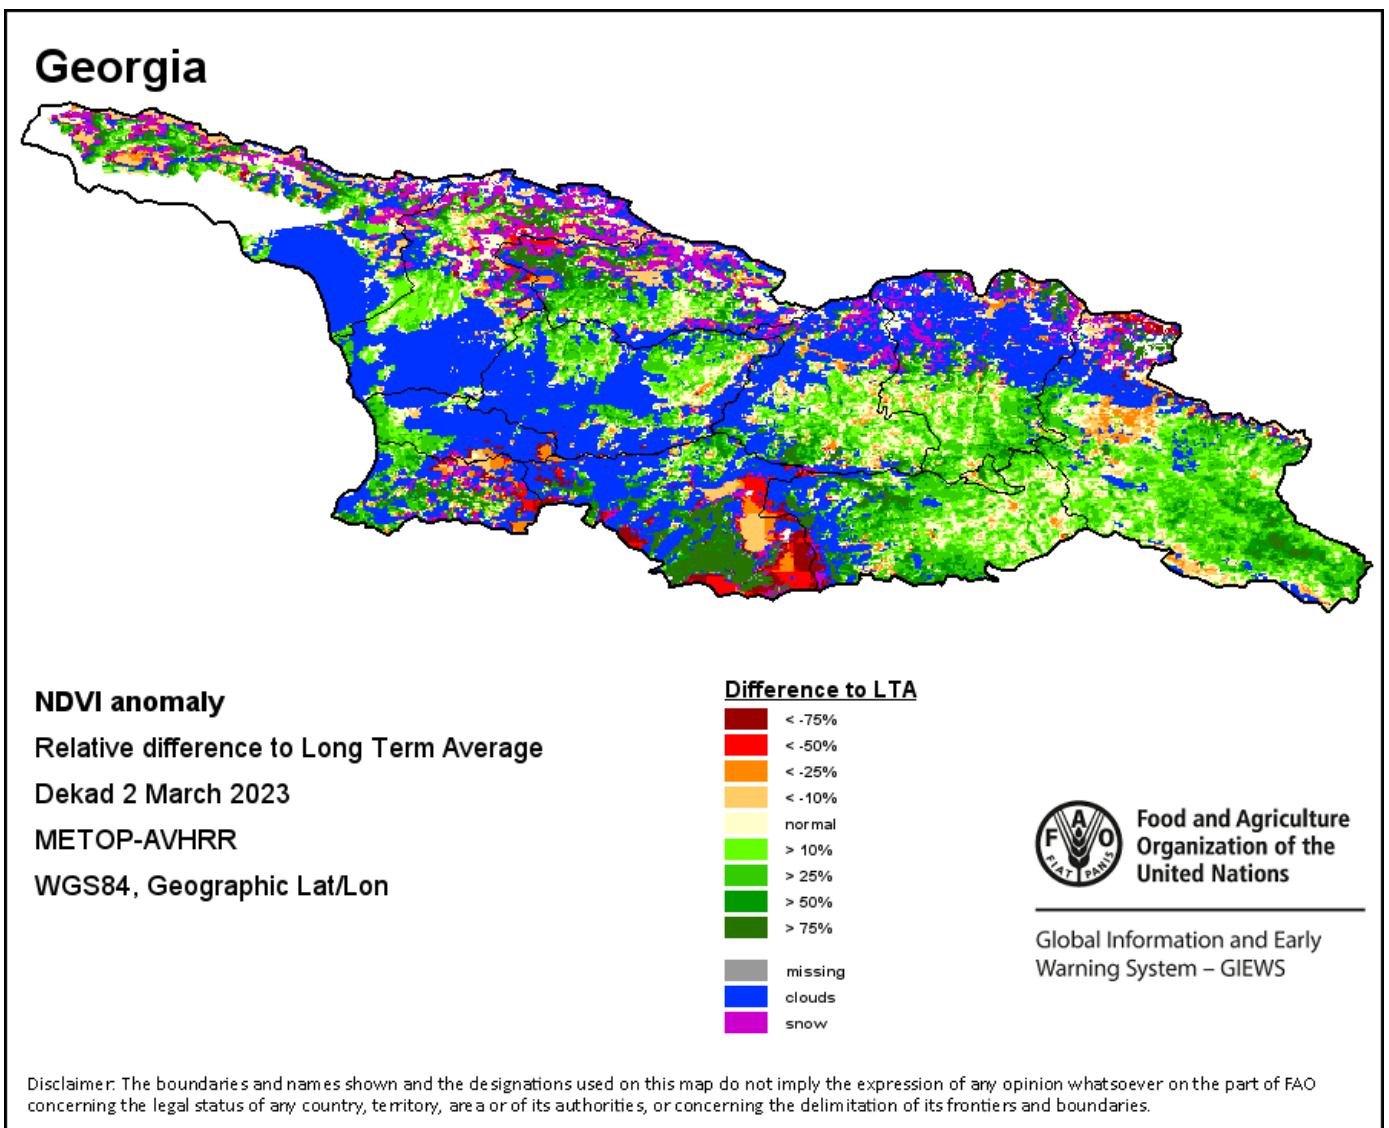 Georgia
NDVI anomaly
Relative difference to Long Term Average
Dekad 2 March 2023
METOP-AVHRR
WGS84, Geographic Lat/Lon
Difference to LTA
< -75%
< -50%
< -25%
< -10%
normal
> 10%
> 25%
> 50%
> 75%
missing
clouds
snow
F A O
FIAT PANIS
Food and Agriculture
Organization of the
United Nations
Global Information and Early
Warning System – GIEWS
Disclaimer: The boundaries and names shown and the designations used on this map do not imply the expression of any opinion whatsoever on the part of FAO
concerning the legal status of any country, territory, area or of its authorities, or concerning the delimitation of its frontiers and boundaries.